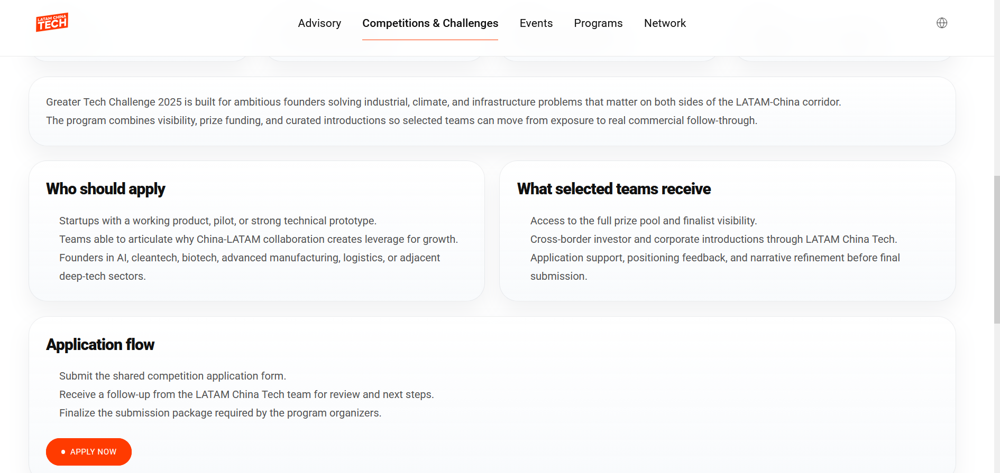 LATAM CHINA
TECH
Advisory
Competitions & Challenges
Events
Programs
Network
Greater Tech Challenge 2025 is built for ambitious founders solving industrial, climate, and infrastructure problems that matter on both sides of the LATAM-China corridor.
The program combines visibility, prize funding, and curated introductions so selected teams can move from exposure to real commercial follow-through.
Who should apply
Startups with a working product, pilot, or strong technical prototype.
Teams able to articulate why China-LATAM collaboration creates leverage for growth.
Founders in AI, cleantech, biotech, advanced manufacturing, logistics, or adjacent
deep-tech sectors.
What selected teams receive
Access to the full prize pool and finalist visibility.
Cross-border investor and corporate introductions through LATAM China Tech.
Application support, positioning feedback, and narrative refinement before final
submission.
Application flow
Submit the shared competition application form.
Receive a follow-up from the LATAM China Tech team for review and next steps.
Finalize the submission package required by the program organizers.
APPLY NOW